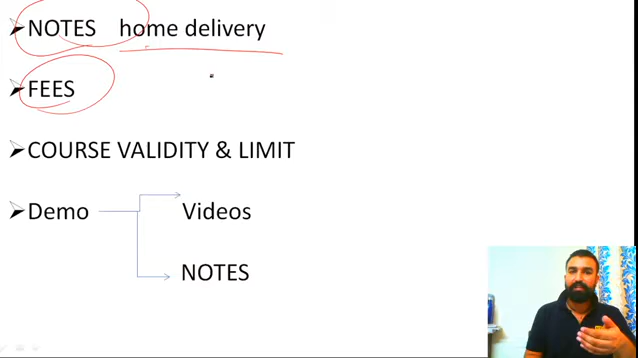 NOTES home delivery
FEES
COURSE VALIDITY & LIMIT
Demo Videos
NOTES